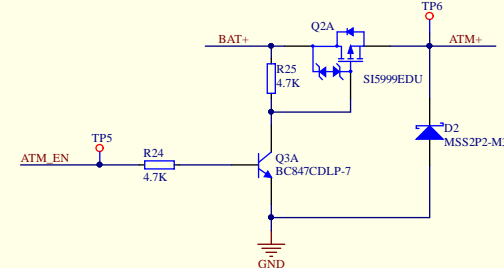 TP6
Q2A
BAT+
ATM+
R25
4.7K
SI5999EDU
TP5
D2
MSS2P2-M3
ATM_EN
R24
Q3A
BC847CDLP-7
4.7K
GND